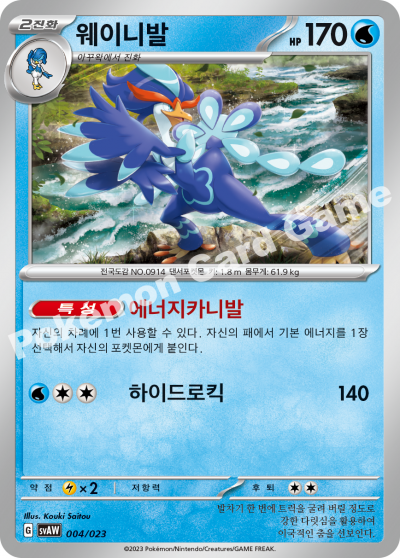 2진화
웨이니발
HP 170
아꾸왁에서 진화
전국도감 NO.0914 댄서포켓몬 키: 1.8 m 몸무게: 61.9 kg
특성 에너지카니발
자신의 차례에 1번 사용할 수 있다. 자신의 패에서 기본 에너지를 1장
선택해서 자신의 포켓몬에게 붙인다.
하이드로킥 140
약점 ×2 저항력 후퇴
Illus. Kouki Saitou
G SVAW 004/023
발차기 한 번에 트럭을 굴려 버릴 정도로
강한 다릿심을 활용하여
이국적인 춤을 선보인다.
©2023 Pokémon/Nintendo/Creatures/GAME FREAK.
Pokémon Card Game